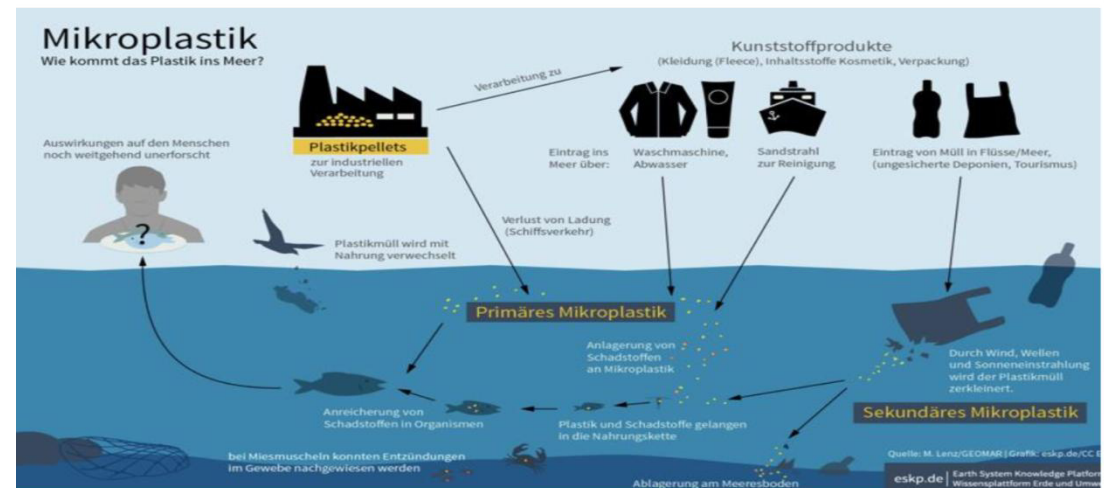 Mikroplastik
Wie kommt das Plastik ins Meer?
Kunststoffprodukte
(Kleidung (Fleece), Inhaltsstoffe Kosmetik, Verpackung)
Verarbeitung zu
Auswirkungen auf den Menschen
noch weitgehend unerforscht
?
Plastikpellets
zur industriellen
Verarbeitung
Eintrag ins
Meer über:
Waschmaschine,
Abwasser
Sandstrahl
zur Reinigung
Eintrag von Müll in Flüsse/Meer,
(ungesicherte Deponien, Tourismus)
Verlust von Ladung
(Schiffsverkehr)
Plastikmüll wird mit
Nahrung verwechselt
Primäres Mikroplastik
Anlagerung von
Schadstoffen
an Mikroplastik
Durch Wind, Wellen
und Sonneneinstrahlung
wird der Plastikmüll
zerkleinert.
Sekundäres Mikroplastik
Anreicherung von
Schadstoffen in Organismen
Plastik und Schadstoffe gelangen
in die Nahrungskette
bei Miesmuscheln konnten Entzündungen
im Gewebe nachgewiesen werden
Ablagerung am Meeresboden
Quelle: M. Lenz/GEOMAR | Grafik: eskp.de/CC
eskp.de | Earth System Knowledge
Wissensplattform Erde und